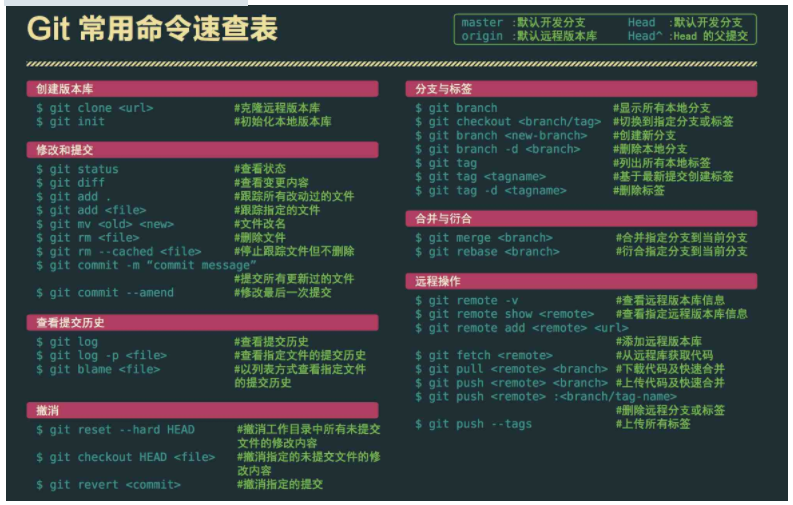 Git 常用命令速查表
master :默认开发分支 Head :默认开发分支
origin :默认远程版本库 Head^ :Head 的父提交
创建版本库
$ git clone <url> #克隆远程版本库
$ git init #初始化本地版本库
修改和提交
$ git status #查看状态
$ git diff #查看变更内容
$ git add . #跟踪所有改动过的文件
$ git add <file> #跟踪指定的文件
$ git mv <old> <new> #文件改名
$ git rm <file> #删除文件
$ git rm --cached <file> #停止跟踪文件但不删除
$ git commit -m “commit message”
#提交所有更新过的文件
$ git commit --amend #修改最后一次提交
查看提交历史
$ git log #查看提交历史
$ git log -p <file> #查看指定文件的提交历史
$ git blame <file> #以列表方式查看指定文件
的提交历史
撤消
$ git reset --hard HEAD #撤消工作目录中所有未提交
文件的修改内容
$ git checkout HEAD <file> #撤消指定的未提交文件的修
改内容
$ git revert <commit> #撤消指定的提交
分支与标签
$ git branch #显示所有本地分支
$ git checkout <branch/tag> #切换到指定分支或标签
$ git branch <new-branch> #创建新分支
$ git branch -d <branch> #删除本地分支
$ git tag #列出所有本地标签
$ git tag <tagname> #基于最新提交创建标签
$ git tag -d <tagname> #删除标签
合并与衍合
$ git merge <branch> #合并指定分支到当前分支
$ git rebase <branch> #衍合指定分支到当前分支
远程操作
$ git remote -v #查看远程版本库信息
$ git remote show <remote> #查看指定远程版本库信息
$ git remote add <remote> <url>
#添加远程版本库
$ git fetch <remote> #从远程库获取代码
$ git pull <remote> <branch> #下载代码及快速合并
$ git push <remote> <branch> #上传代码及快速合并
$ git push <remote> :<branch/tag-name>
#删除远程分支或标签
$ git push --tags #上传所有标签